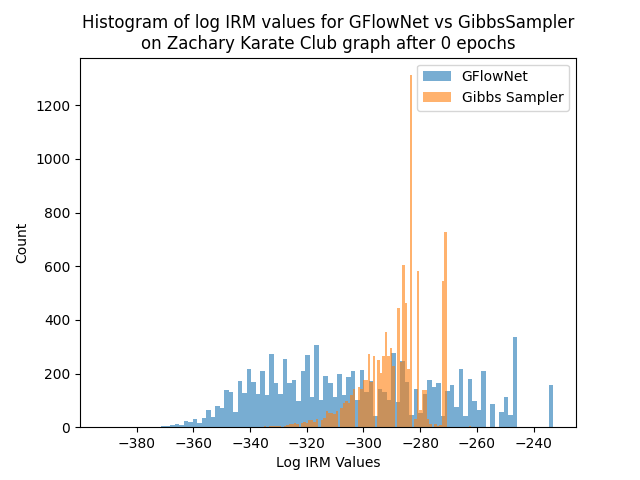 Histogram of log IRM values for GFlowNet vs GibbsSampler
on Zachary Karate Club graph after 0 epochs
GFlowNet
Gibbs Sampler
1200
1000
800
600
400
200
0
Count
−380 −360 −340 −320 −300 −280 −260 −240
Log IRM Values